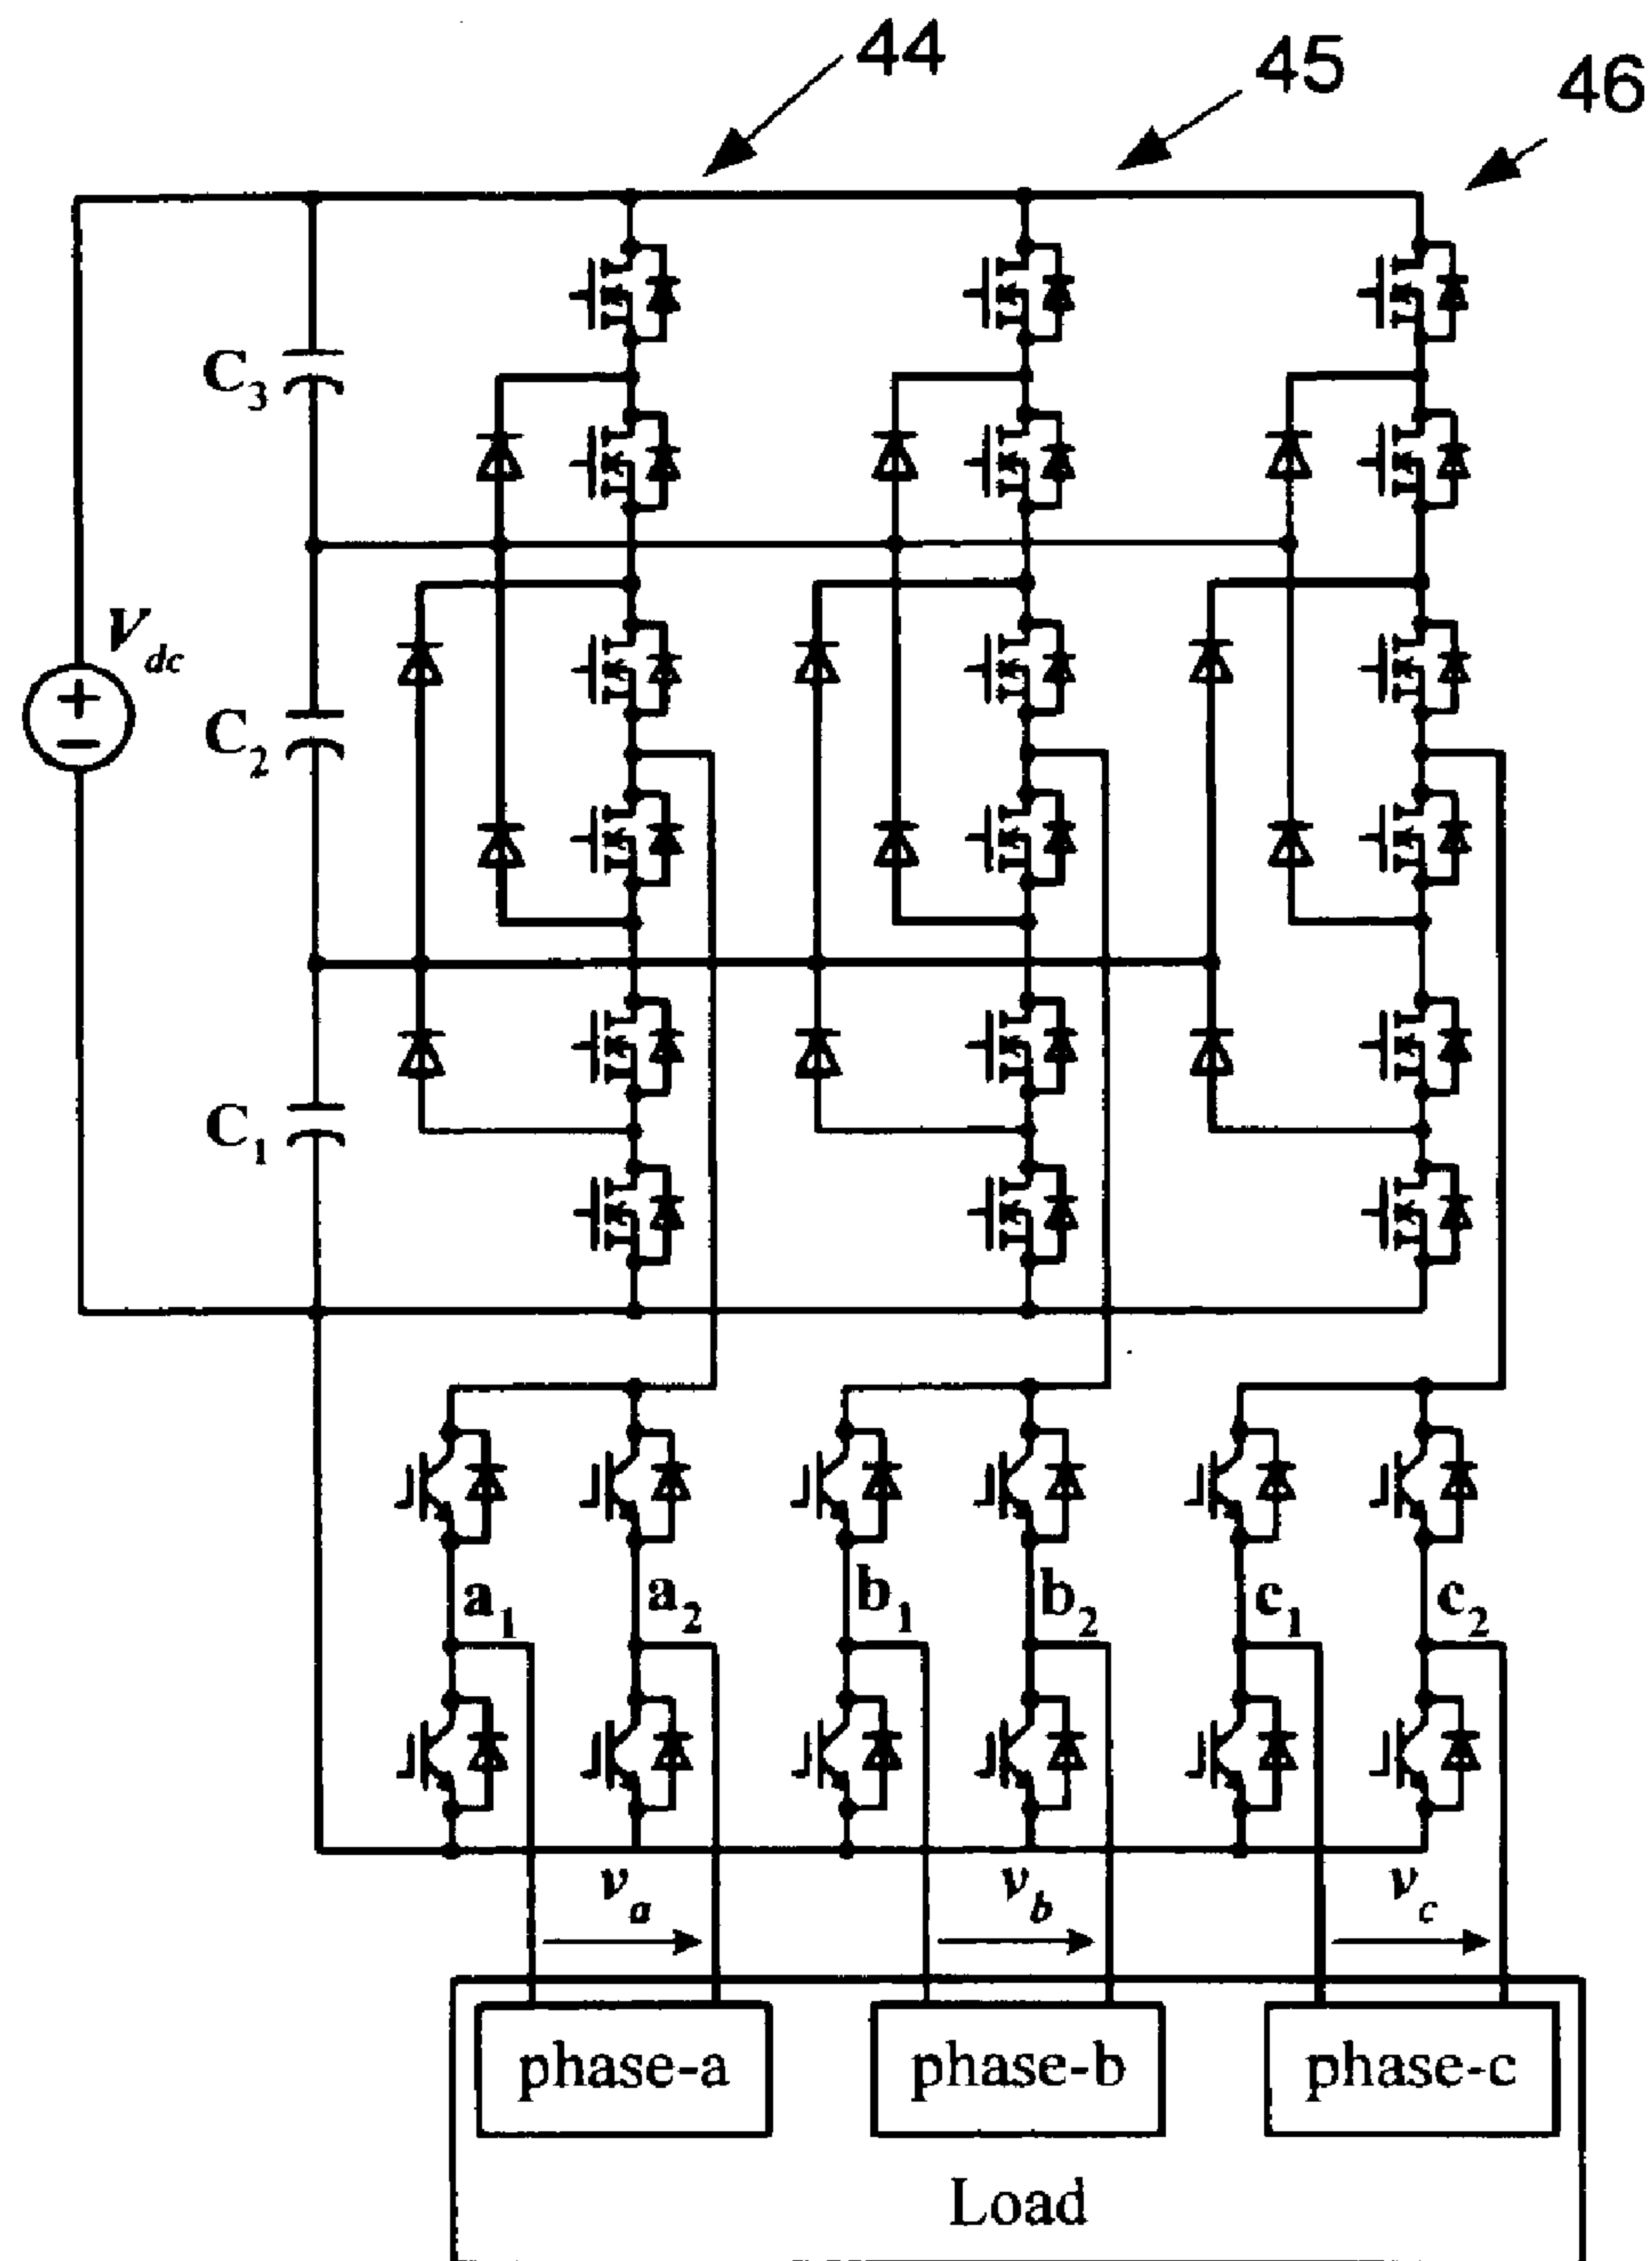 44
45
46
C3
Vdc
+
−
C2
C1
a1 a2 b1 b2 c1 c2
va vb vc
phase-a phase-b phase-c
Load